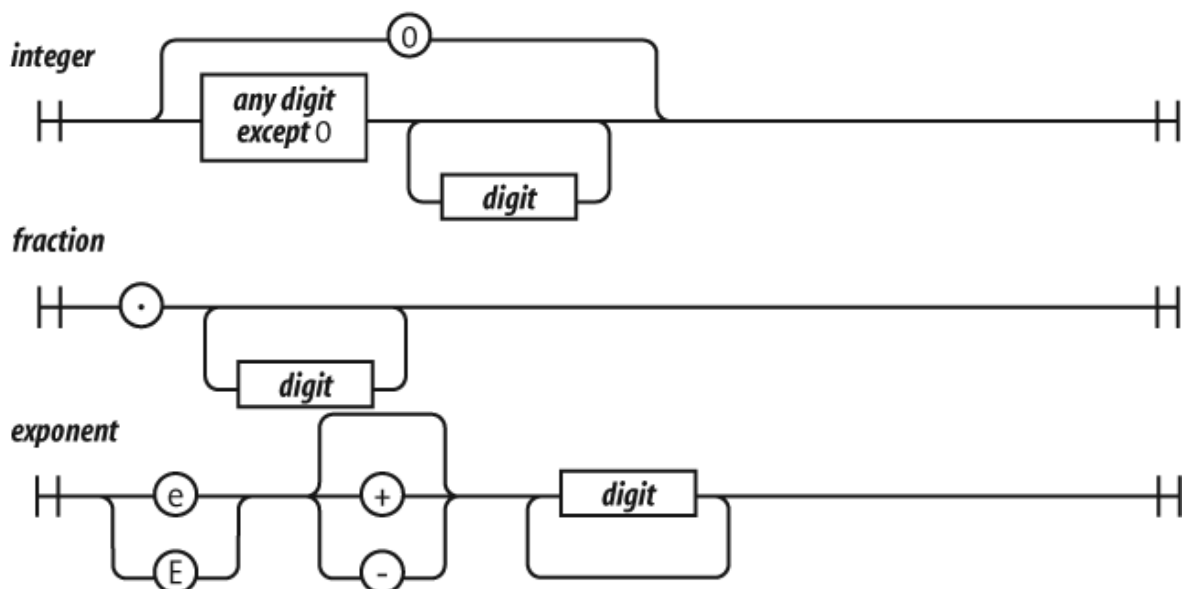 integer
0
any digit
except 0
digit
fraction
.
digit
exponent
e
+
digit
E
-